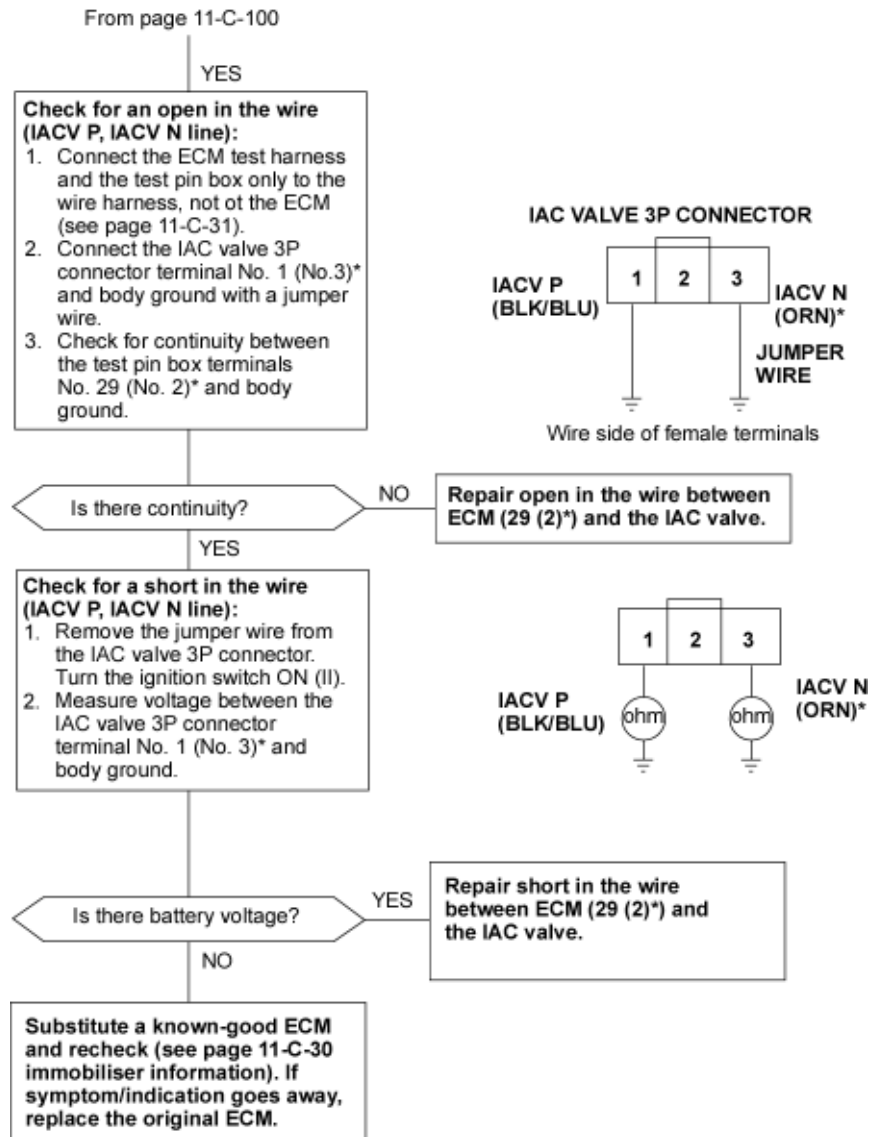 From page 11-C-100
YES
Check for an open in the wire
(IACV P, IACV N line):
1. Connect the ECM test harness
and the test pin box only to the
wire harness, not ot the ECM
(see page 11-C-31).
2. Connect the IAC valve 3P
connector terminal No. 1 (No.3)*
and body ground with a jumper
wire.
3. Check for continuity between
the test pin box terminals
No. 29 (No. 2)* and body
ground.
IAC VALVE 3P CONNECTOR
IACV P
(BLK/BLU)
1 2 3
IACV N
(ORN)*
JUMPER
WIRE
Wire side of female terminals
Is there continuity?
NO
Repair open in the wire between
ECM (29 (2)*) and the IAC valve.
YES
Check for a short in the wire
(IACV P, IACV N line):
1. Remove the jumper wire from
the IAC valve 3P connector.
Turn the ignition switch ON (II).
2. Measure voltage between the
IAC valve 3P connector
terminal No. 1 (No. 3)* and
body ground.
1 2 3
IACV P
(BLK/BLU)
ohm
ohm
IACV N
(ORN)*
Is there battery voltage?
YES
Repair short in the wire
between ECM (29 (2)*) and
the IAC valve.
NO
Substitute a known-good ECM
and recheck (see page 11-C-30
immobiliser information). If
symptom/indication goes away,
replace the original ECM.